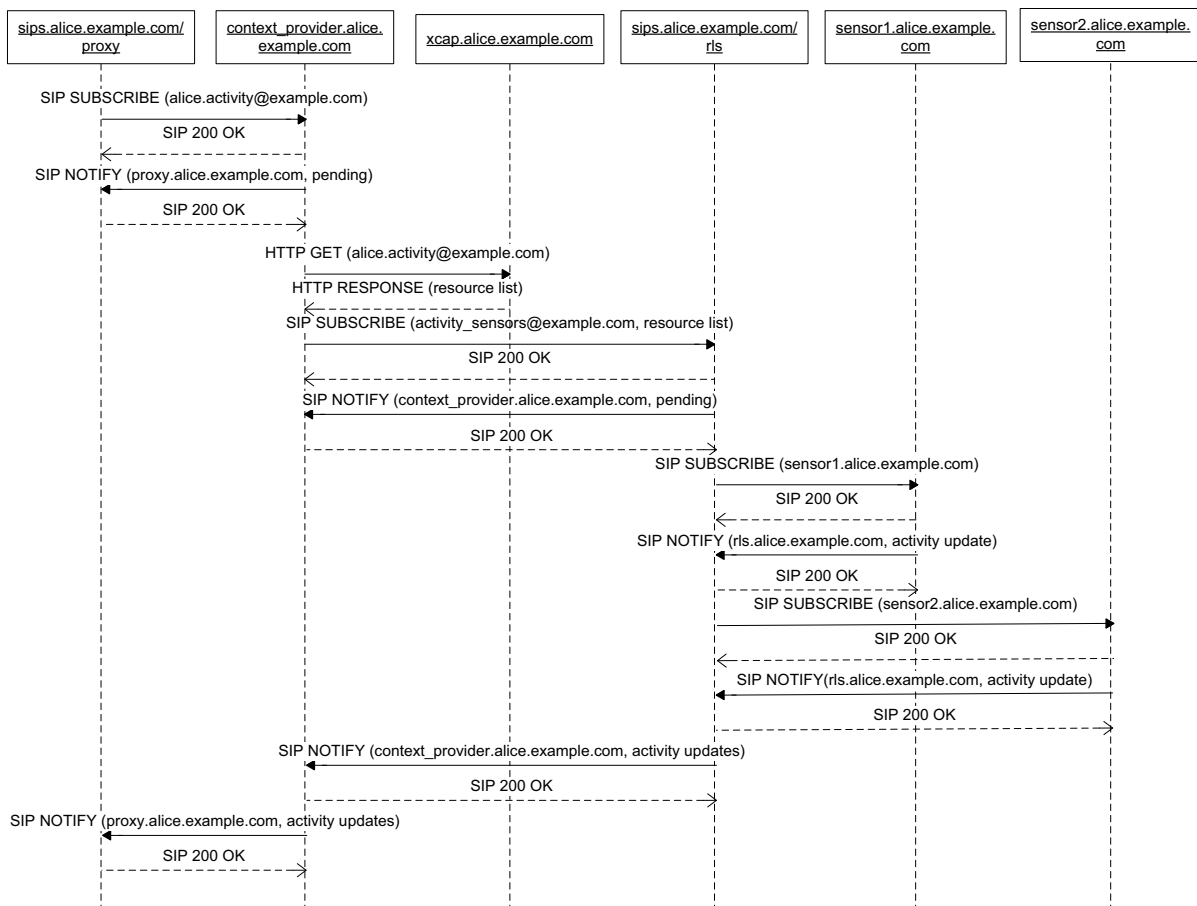 sips.alice.example.com/
proxy
context_provider.alice.
example.com
xcap.alice.example.com
sips.alice.example.com/
rls
sensor1.alice.example.
com
sensor2.alice.example.
com
SIP SUBSCRIBE (alice.activity@example.com)
SIP 200 OK
SIP NOTIFY (proxy.alice.example.com, pending)
SIP 200 OK
HTTP GET (alice.activity@example.com)
HTTP RESPONSE (resource list)
SIP SUBSCRIBE (activity_sensors@example.com, resource list)
SIP 200 OK
SIP NOTIFY (context_provider.alice.example.com, pending)
SIP 200 OK
SIP SUBSCRIBE (sensor1.alice.example.com)
SIP 200 OK
SIP NOTIFY (rls.alice.example.com, activity update)
SIP 200 OK
SIP SUBSCRIBE (sensor2.alice.example.com)
SIP 200 OK
SIP NOTIFY(rls.alice.example.com, activity update)
SIP 200 OK
SIP NOTIFY (context_provider.alice.example.com, activity updates)
SIP 200 OK
SIP NOTIFY (proxy.alice.example.com, activity updates)
SIP 200 OK